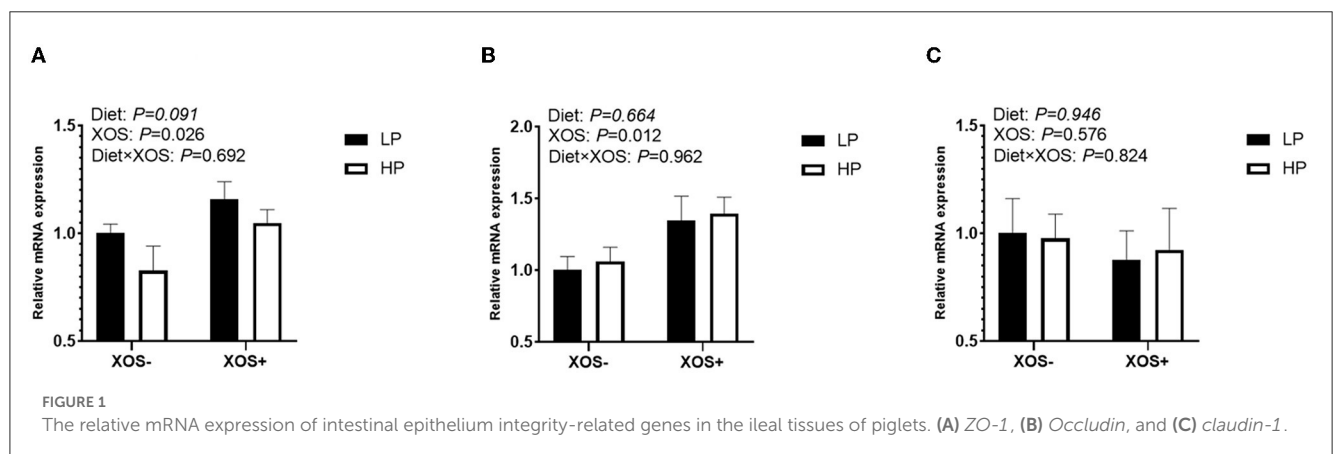 A
Diet: P=0.091
XOS: P=0.026
Diet×XOS: P=0.692
LP
HP
Relative mRNA expression
1.5
1.0
0.5
XOS-
XOS+
B
Diet: P=0.664
XOS: P=0.012
Diet×XOS: P=0.962
LP
HP
Relative mRNA expression
2.0
1.5
1.0
0.5
XOS-
XOS+
C
Diet: P=0.946
XOS: P=0.576
Diet×XOS: P=0.824
LP
HP
Relative mRNA expression
1.5
1.0
0.5
XOS-
XOS+
FIGURE 1
The relative mRNA expression of intestinal epithelium integrity-related genes in the ileal tissues of piglets. (A) ZO-1, (B) Occludin, and (C) claudin-1.